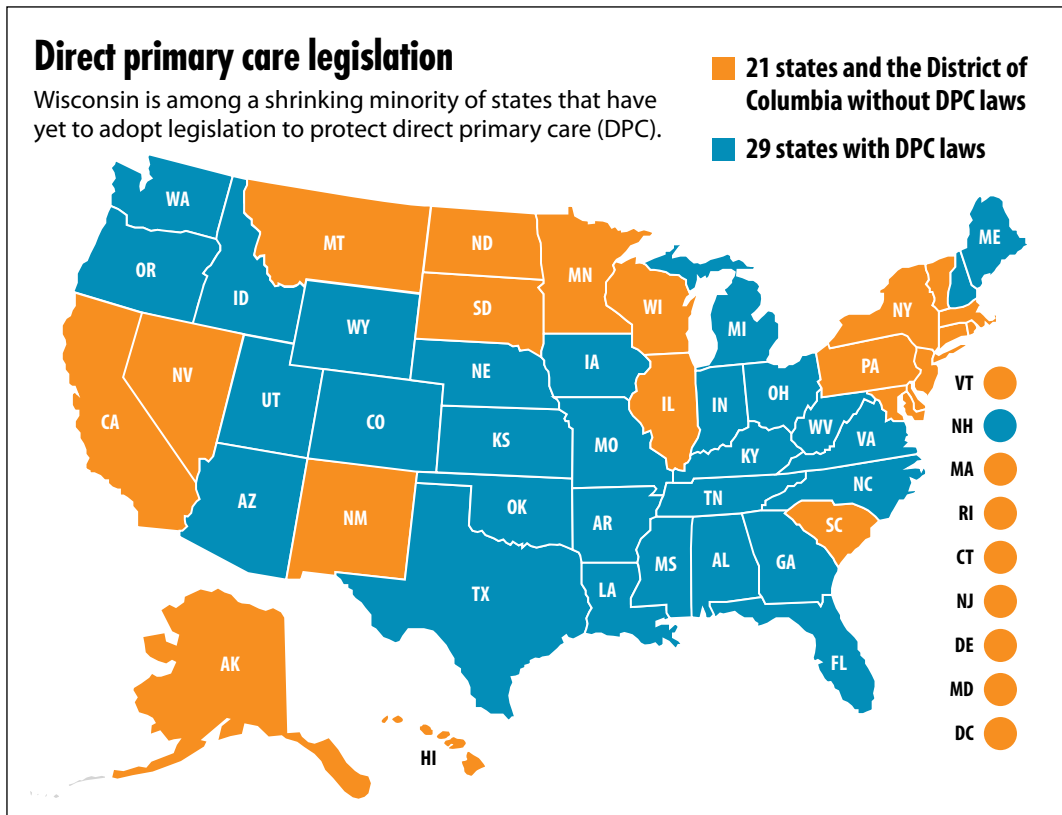 Direct primary care legislation
Wisconsin is among a shrinking minority of states that have
yet to adopt legislation to protect direct primary care (DPC).
21 states and the District of
Columbia without DPC laws
29 states with DPC laws
WA
OR
ID
MT
ND
MN
SD
WY
WI
MI
NY
ME
CA
NV
UT
CO
NE
IA
KS
MO
IL
IN
OH
PA
WV
VA
KY
AZ
NM
OK
AR
TN
NC
SC
TX
LA
MS
AL
GA
FL
AK
HI
VT
NH
MA
RI
CT
NJ
DE
MD
DC